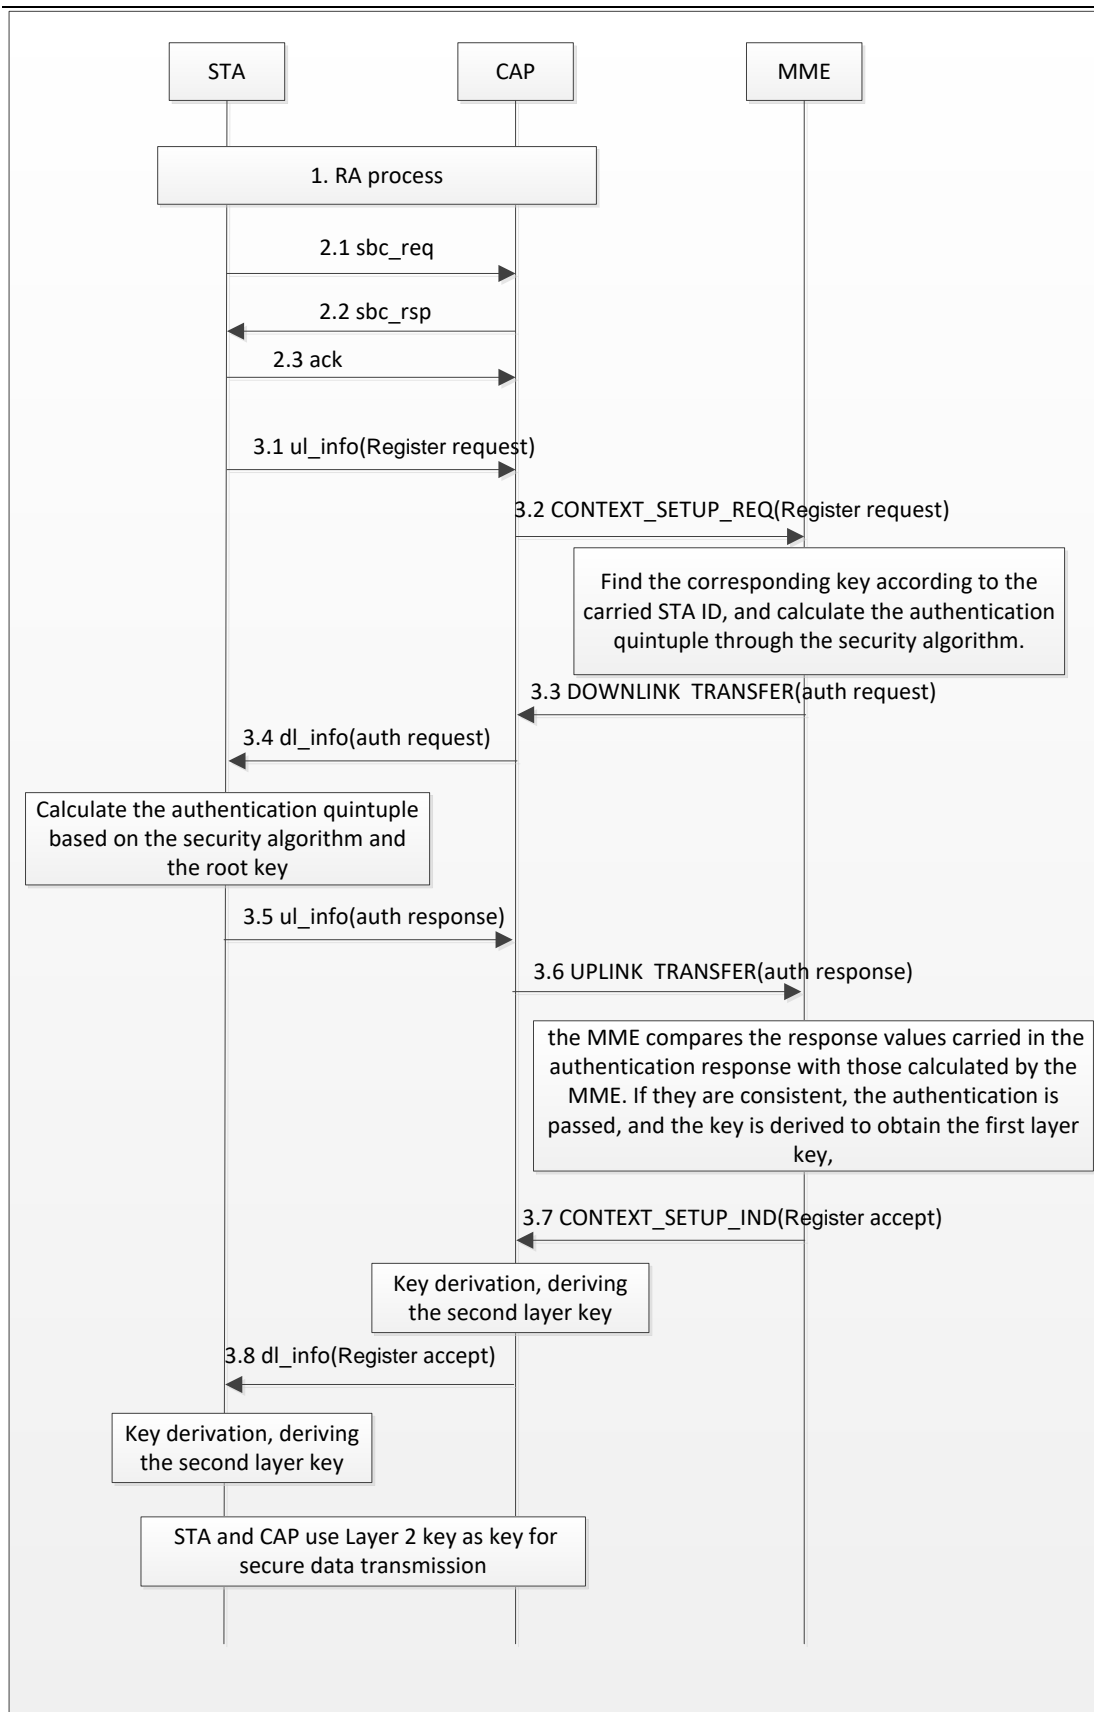 STA
CAP
MME
1. RA process
2.1 sbc_req
2.2 sbc_rsp
2.3 ack
3.1 ul_info(Register request)
3.2 CONTEXT_SETUP_REQ(Register request)
Find the corresponding key according to the
carried STA ID, and calculate the authentication
quintuple through the security algorithm.
3.3 DOWNLINK_TRANSFER(auth request)
3.4 dl_info(auth request)
Calculate the authentication quintuple
based on the security algorithm and
the root key
3.5 ul_info(auth response)
3.6 UPLINK_TRANSFER(auth response)
the MME compares the response values carried in the
authentication response with those calculated by the
MME. If they are consistent, the authentication is
passed, and the key is derived to obtain the first layer
key,
3.7 CONTEXT_SETUP_IND(Register accept)
Key derivation, deriving
the second layer key
3.8 dl_info(Register accept)
Key derivation, deriving
the second layer key
STA and CAP use Layer 2 key as key for
secure data transmission